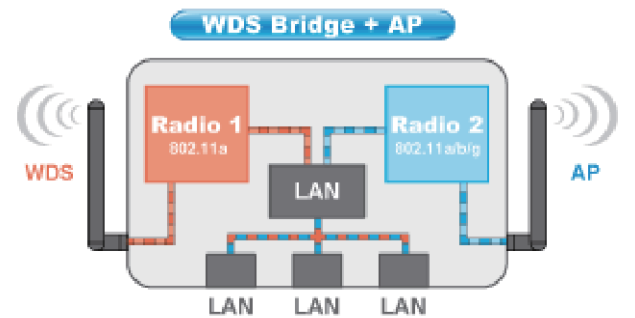 WDS Bridge + AP
Radio 1
802.11a
Radio 2
802.11a/b/g
WDS
AP
LAN
LAN
LAN
LAN